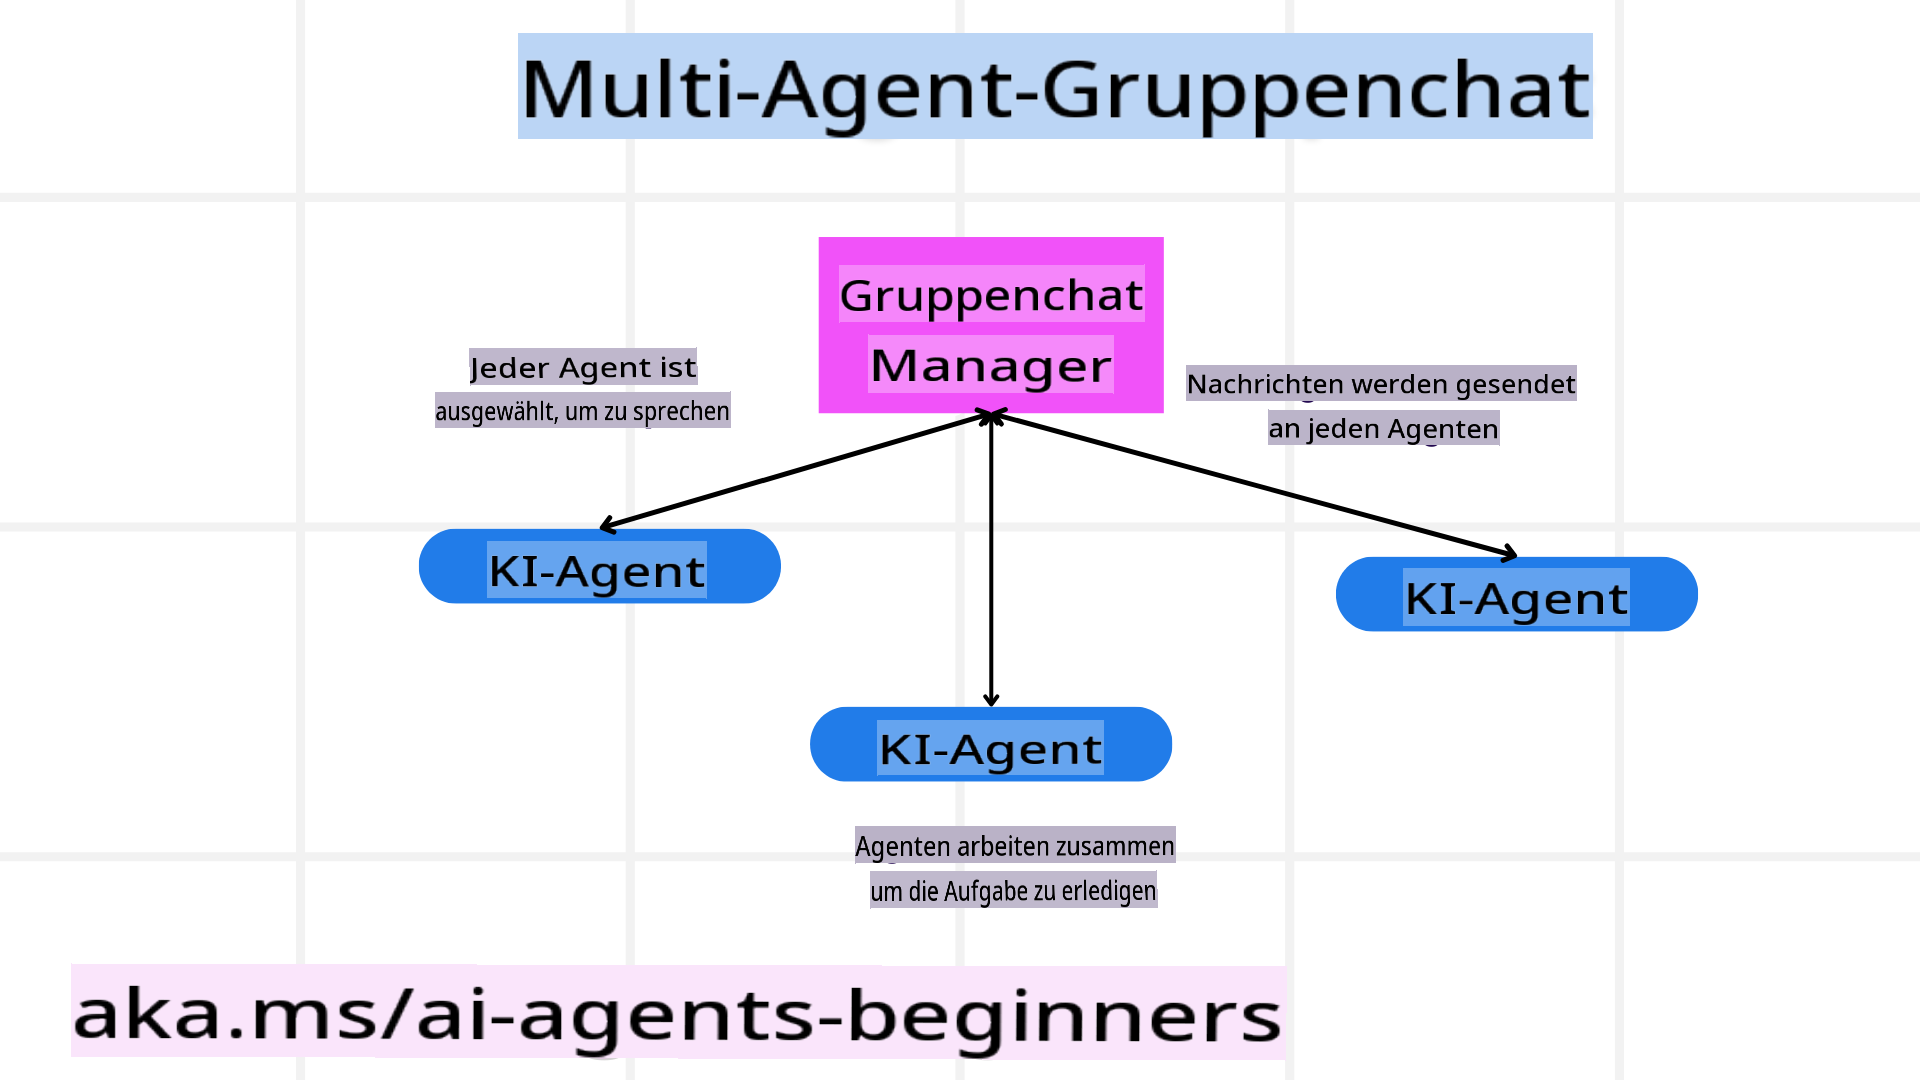 Multi-Agent-Gruppenchat
Gruppenchat
Manager
Jeder Agent ist
ausgewählt, um zu sprechen
Nachrichten werden gesendet
an jeden Agenten
KI-Agent
KI-Agent
KI-Agent
Agenten arbeiten zusammen
um die Aufgabe zu erledigen
aka.ms/ai-agents-beginners